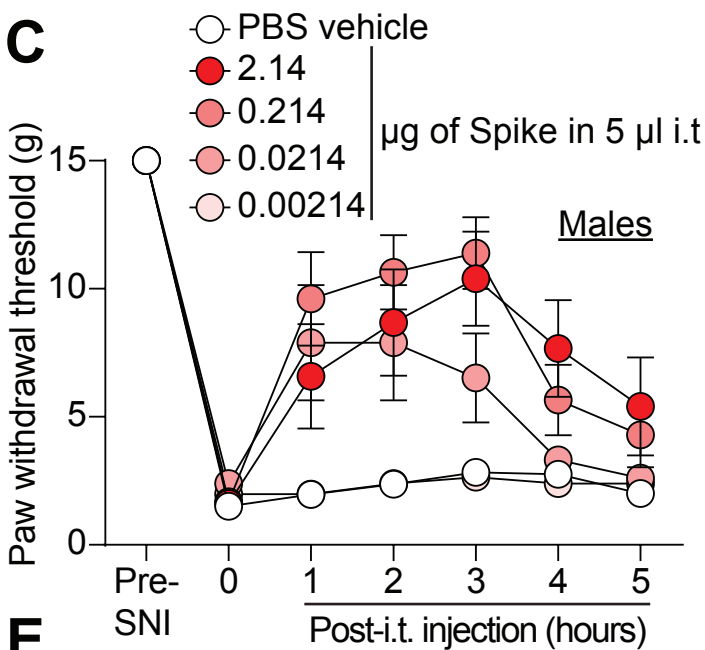 C
PBS vehicle
2.14
0.214
0.0214
0.00214
µg of Spike in 5 µl i.t
Males
Paw withdrawal threshold (g)
15
10
5
0
Pre-
SNI
0 1 2 3 4 5
Post-i.t. injection (hours)